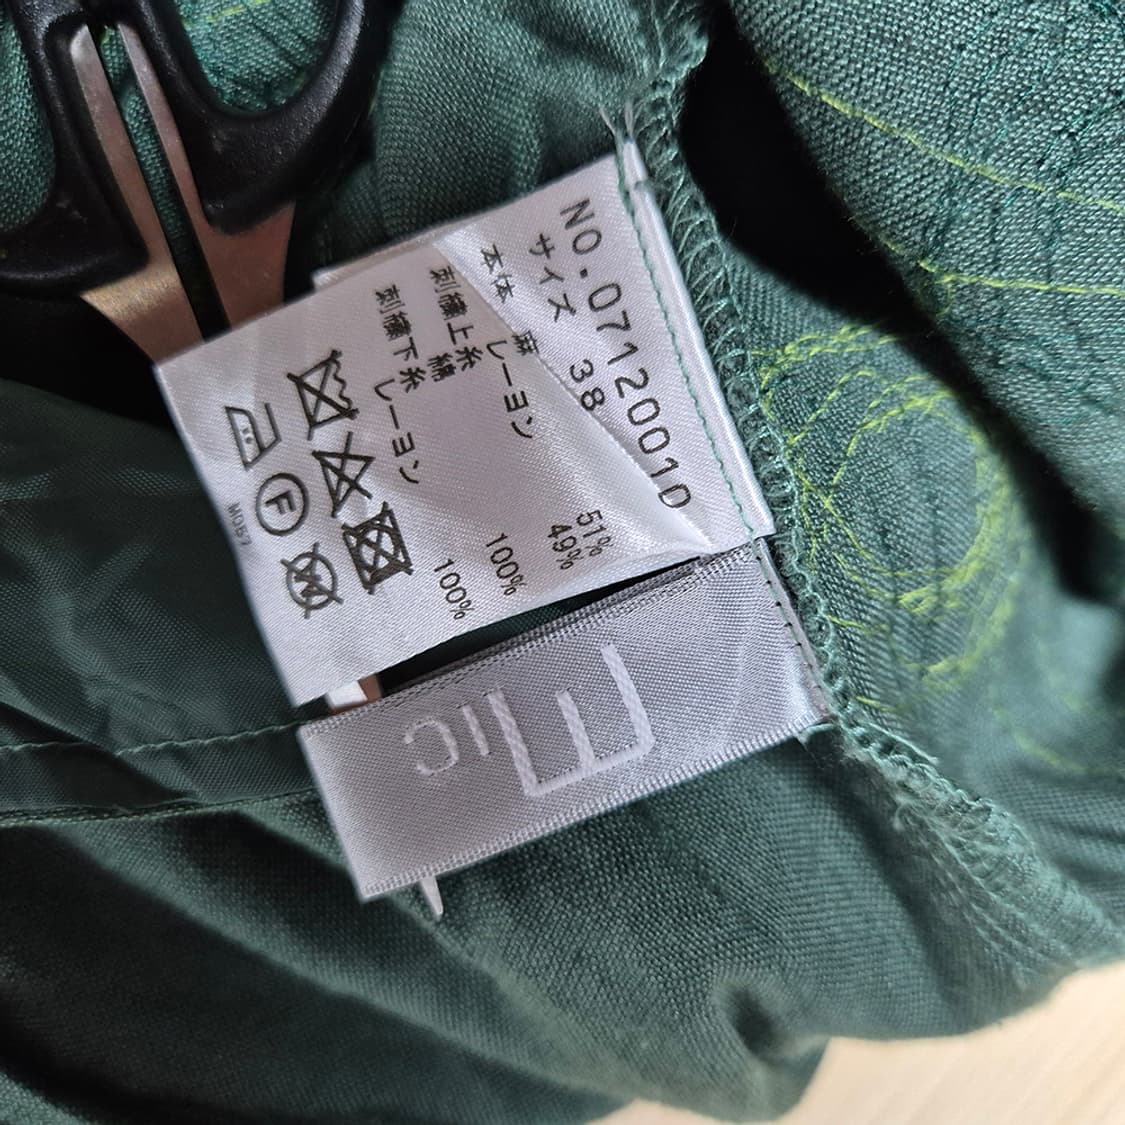 NO.071200010
サイズ 38
本体 麻 51%
レーヨン 49%
刺繍上糸 綿 100%
刺繍下糸 レーヨン 100%
F
W
mic